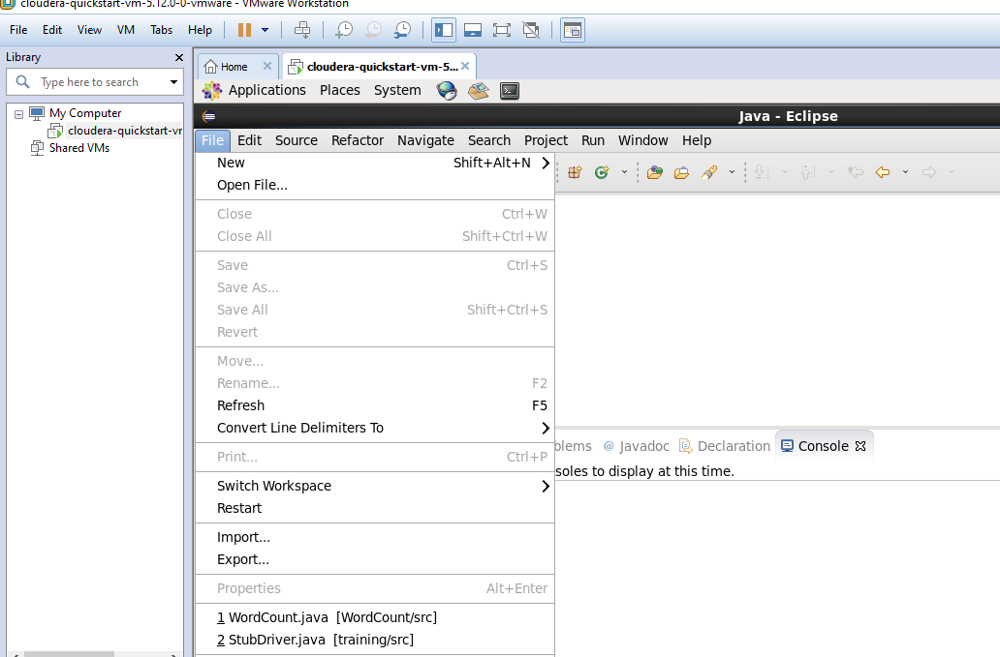 cloudera-quickstart-vm-5.12.0-0-vmware - VMware Workstation
File Edit View VM Tabs Help
Library
Type here to search
My Computer
cloudera-quickstart-vr
Shared VMs
Home
cloudera-quickstart-vm-5...
Applications Places System
Java - Eclipse
File Edit Source Refactor Navigate Search Project Run Window Help
New Shift+Alt+N
Open File...
Close Ctrl+W
Close All Shift+Ctrl+W
Save Ctrl+S
Save As...
Save All Shift+Ctrl+S
Revert
Move...
Rename... F2
Refresh F5
Convert Line Delimiters To
Print... Ctrl+P
Switch Workspace
Restart
Import...
Export...
Properties Alt+Enter
1 WordCount.java [WordCount/src]
2 StubDriver.java [training/src]
blems @ Javadoc Declaration Console
soles to display at this time.